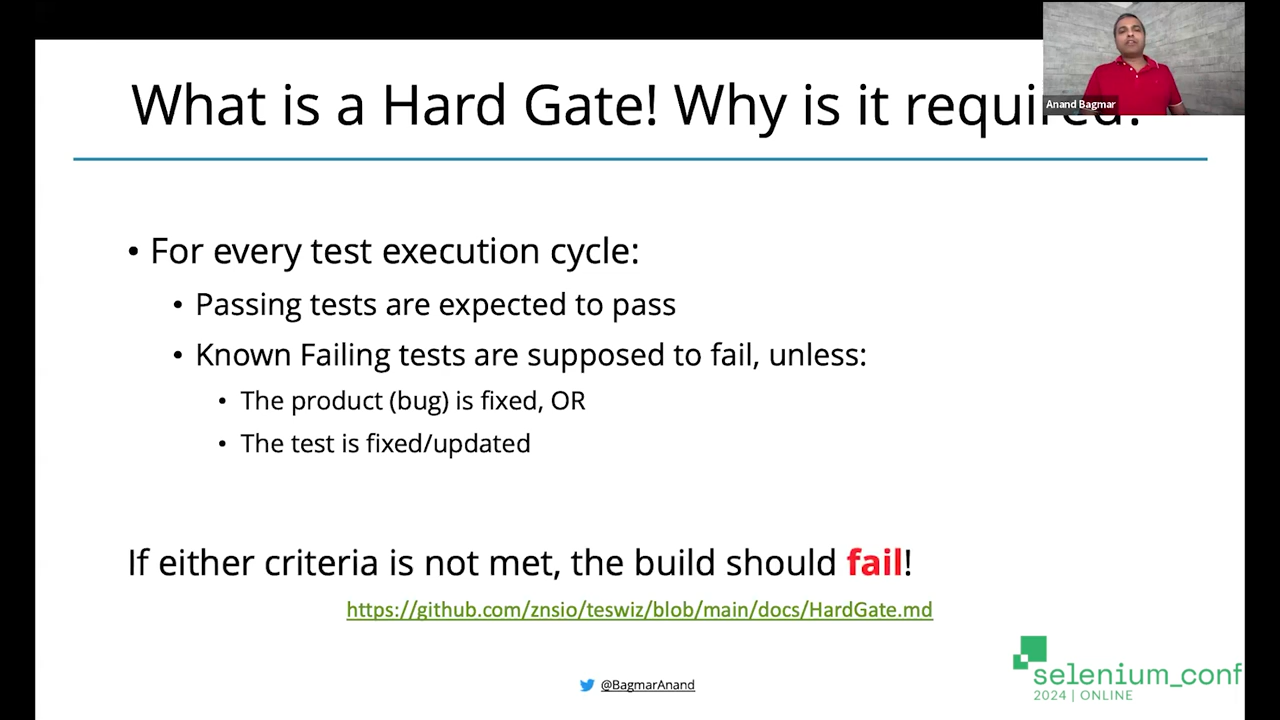 What is a Hard Gate! Why is it required?
Anand Bagmar
• For every test execution cycle:
• Passing tests are expected to pass
• Known Failing tests are supposed to fail, unless:
• The product (bug) is fixed, OR
• The test is fixed/updated
If either criteria is not met, the build should fail!
https://github.com/znsio/teswiz/blob/main/docs/HardGate.md
@BagmarAnand
selenium_conf
2024 | ONLINE